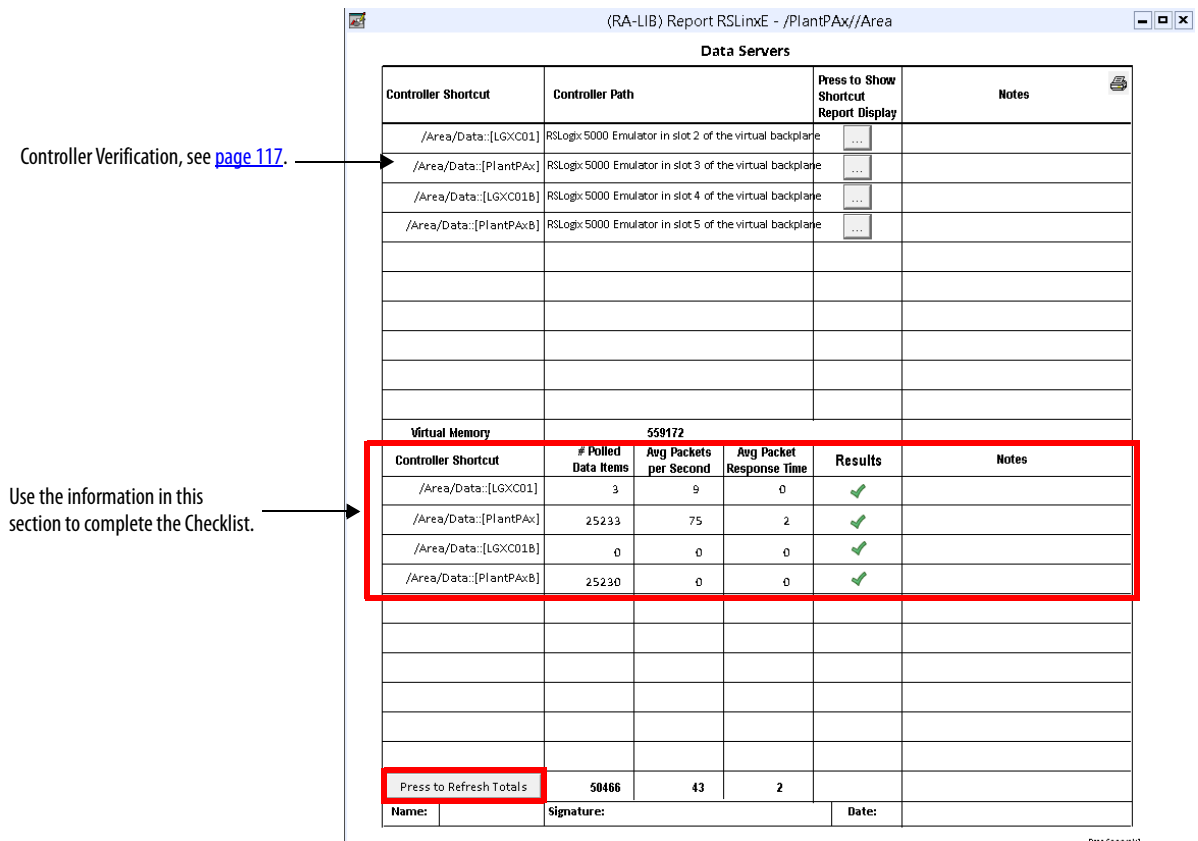 (RA-LIB) Report RSLinxE - /PlantPAx//Area
Data Servers
Controller Shortcut Controller Path Press to Show Shortcut Report Display Notes
/Area/Data::[LGXC01] RSLogix 5000 Emulator in slot 2 of the virtual backplane ...
Controller Verification, see page 117.
/Area/Data::[PlantPAx] RSLogix 5000 Emulator in slot 3 of the virtual backplane ...
/Area/Data::[LGXC01B] RSLogix 5000 Emulator in slot 4 of the virtual backplane ...
/Area/Data::[PlantPAxB] RSLogix 5000 Emulator in slot 5 of the virtual backplane ...
Virtual Memory 559172
Controller Shortcut # Polled Data Items Avg Packets per Second Avg Packet Response Time Results Notes
/Area/Data::[LGXC01] 3 9 0
Use the information in this
section to complete the Checklist.
/Area/Data::[PlantPAx] 25233 75 2
/Area/Data::[LGXC01B] 0 0 0
/Area/Data::[PlantPAxB] 25230 0 0
Press to Refresh Totals 50466 43 2
Name: Signature: Date: